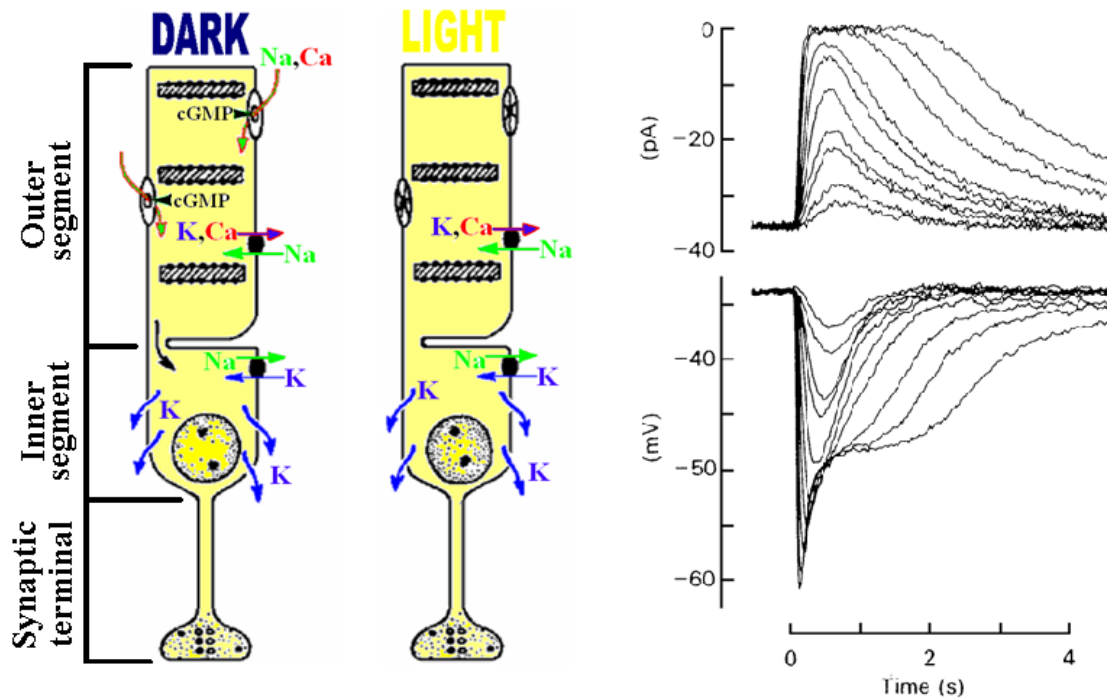 DARK
LIGHT
Na,Ca
cGMP
cGMP
K,Ca
Na
Na
K
K
K
K,Ca
Na
Na
K
K
K
Outer
segment
Inner
segment
Synaptic
terminal
0
−20
−20
−40
(pA)
−40
−50
−60
(mV)
0
2
4
Time (s)